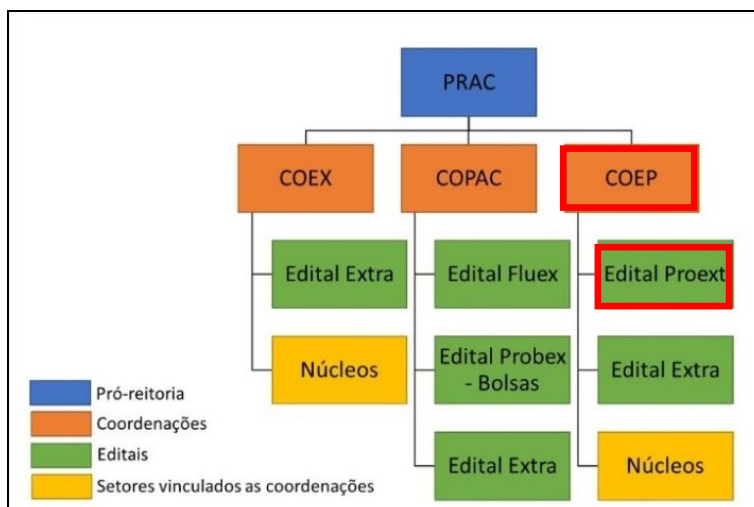 PRAC
COEX
COPAC
COEP
Edital Extra
Edital Fluex
Edital Proext
Núcleos
Edital Probex
- Bolsas
Edital Extra
Edital Extra
Núcleos
Pró-reitoria
Coordenações
Editais
Setores vinculados as coordenações